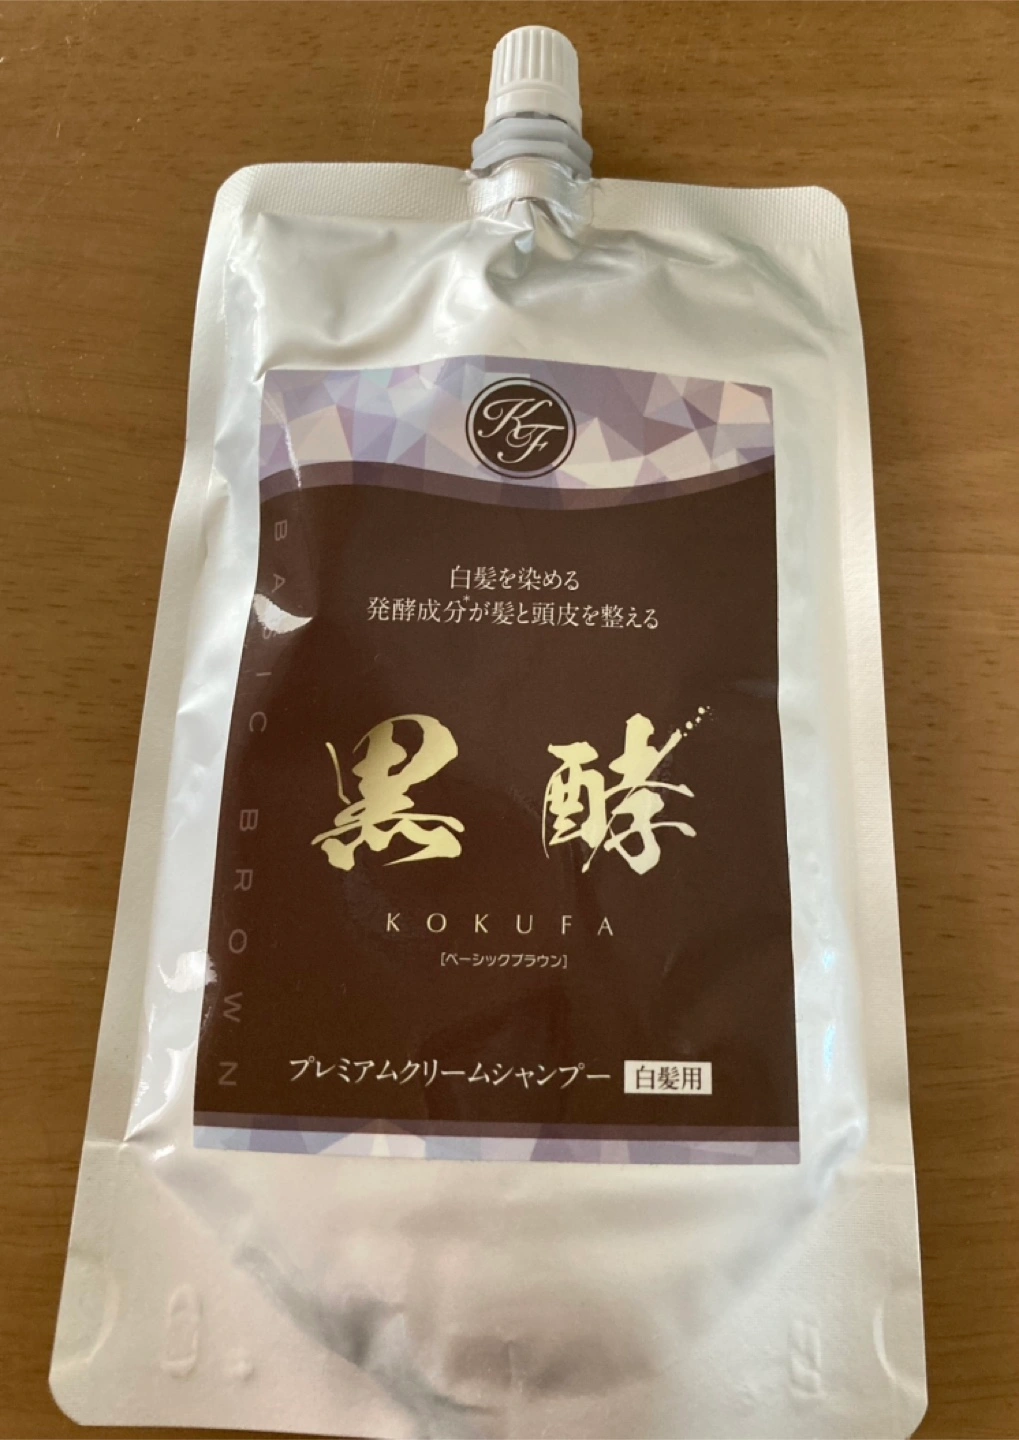 KF
白髪を染める
発酵成分*が髪と頭皮を整える
黒酵
KOKUFA
[ベーシックブラウン]
プレミアムクリームシャンプー 白髪用
BASIC BROWN